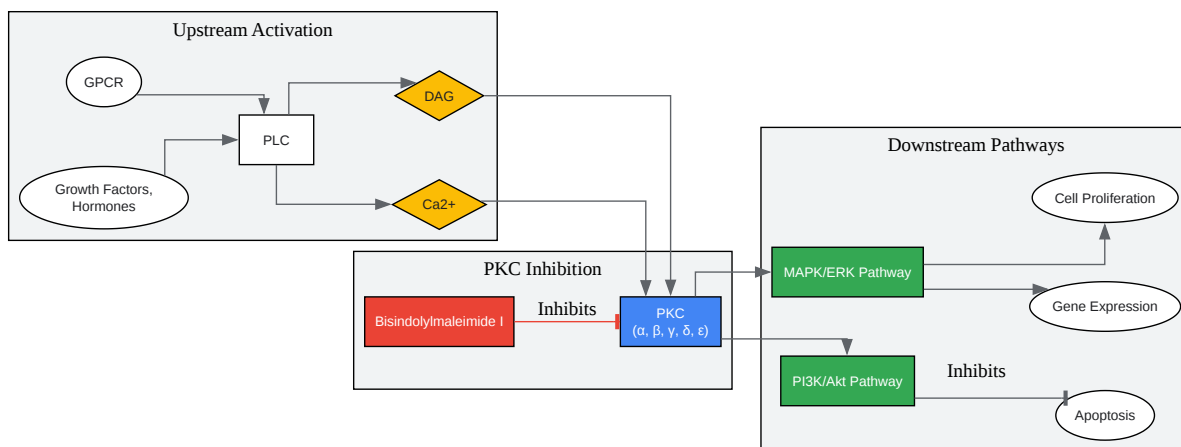 Upstream Activation
GPCR
DAG
PLC
Growth Factors,
Hormones
Ca2+
Downstream Pathways
Cell Proliferation
MAPK/ERK Pathway
Gene Expression
PKC Inhibition
Bisindolylmaleimide I
Inhibits
PKC
(α, β, γ, δ, ε)
PI3K/Akt Pathway
Inhibits
Apoptosis